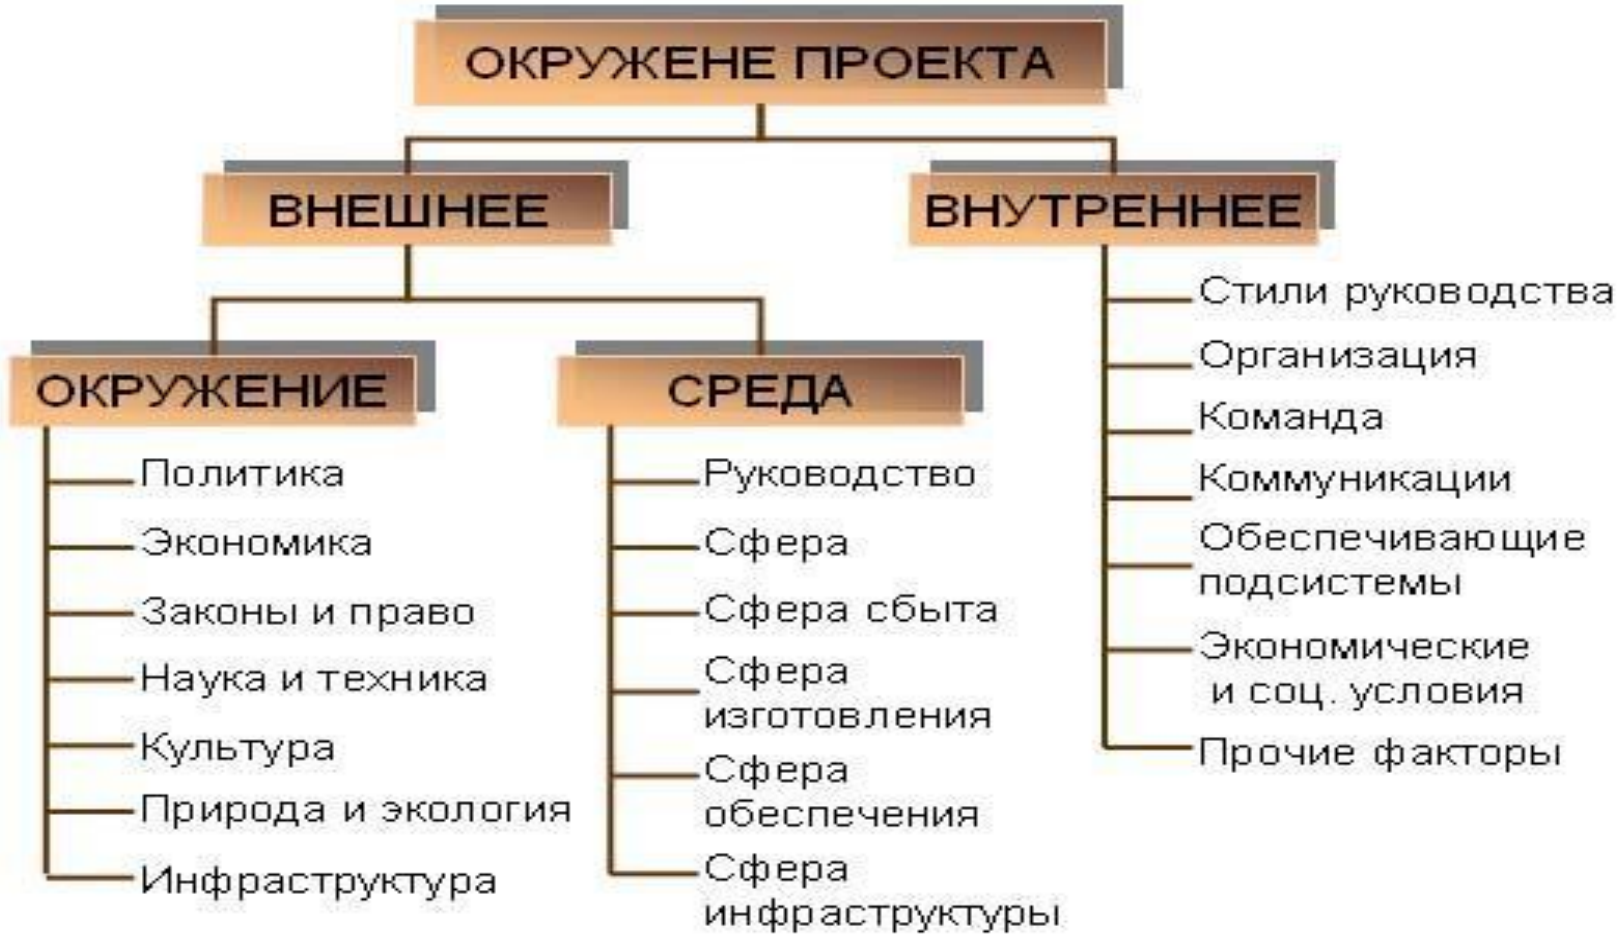 ОКРУЖЕНЕ ПРОЕКТА
ВНЕШНЕЕ
ВНУТРЕННЕЕ
ОКРУЖЕНИЕ
Политика
Экономика
Законы и право
Наука и техника
Культура
Природа и экология
Инфраструктура
СРЕДА
Руководство
Сфера
Сфера сбыта
Сфера
изготовления
Сфера
обеспечения
Сфера
инфраструктуры
Стили руководства
Организация
Команда
Коммуникации
Обеспечивающие
подсистемы
Экономические
и соц. условия
Прочие факторы